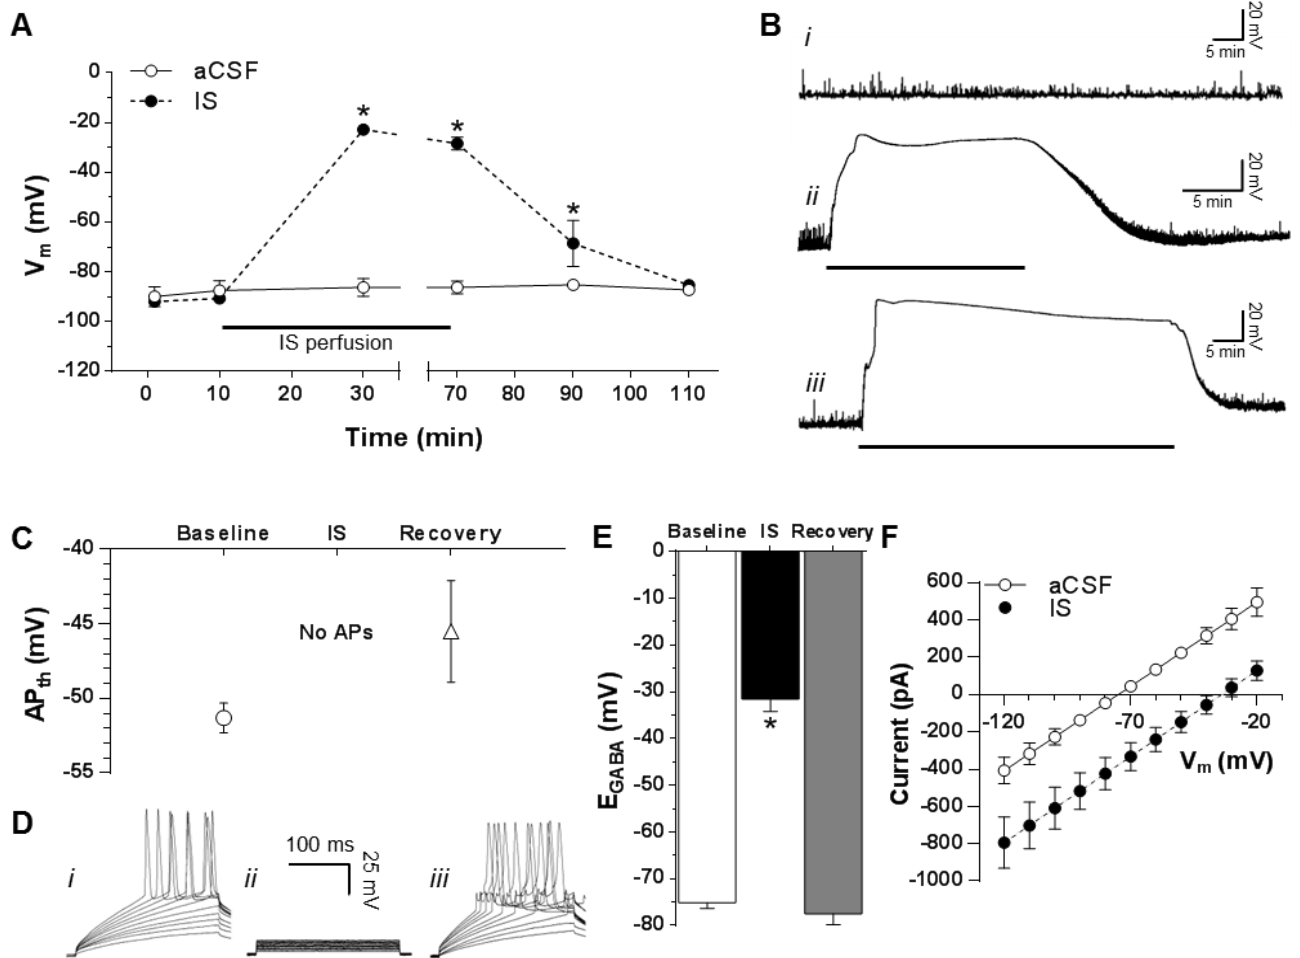 A
aCSF
IS
0
-20
-40
-60
-80
-100
-120
Vm (mV)
*
*
*
IS perfusion
0 10 20 30 40 70 80 90 100 110
Time (min)
B
i
20 mV
5 min
ii
20 mV
5 min
iii
20 mV
5 min
C
Baseline IS Recovery
-40
-45
-50
-55
APth (mV)
No APs
D
i
ii
100 ms
25 mV
iii
E
Baseline IS Recovery
0
-10
-20
-30
-40
-50
-60
-70
-80
EGABA (mV)
*
F
aCSF
IS
600
400
200
0
-200
-400
-600
-800
-1000
Current (pA)
-120 -70 -20
Vm (mV)